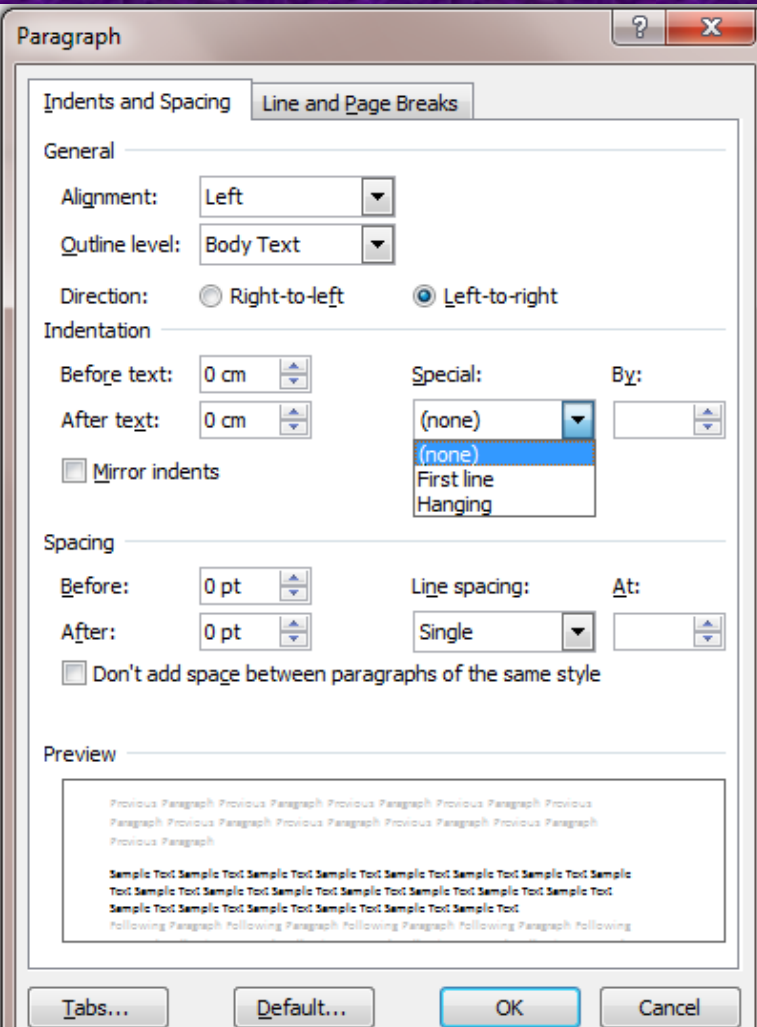 Paragraph
Indents and Spacing Line and Page Breaks
General
Alignment: Left
Outline level: Body Text
Direction: Right-to-left Left-to-right
Indentation
Before text: 0 cm Special: By:
After text: 0 cm (none)
(none)
Mirror indents First line
Hanging
Spacing
Before: 0 pt Line spacing: At:
After: 0 pt Single
Don't add space between paragraphs of the same style
Preview
Previous Paragraph Previous Paragraph Previous Paragraph Previous Paragraph Previous
Paragraph Previous Paragraph Previous Paragraph Previous Paragraph Previous Paragraph
Previous Paragraph
Sample Text Sample Text Sample Text Sample Text Sample Text Sample Text Sample Text Sample
Text Sample Text Sample Text Sample Text Sample Text Sample Text Sample Text Sample Text
Sample Text Sample Text Sample Text Sample Text Sample Text Sample Text
Following Paragraph Following Paragraph Following Paragraph Following Paragraph Following
Tabs... Default... OK Cancel